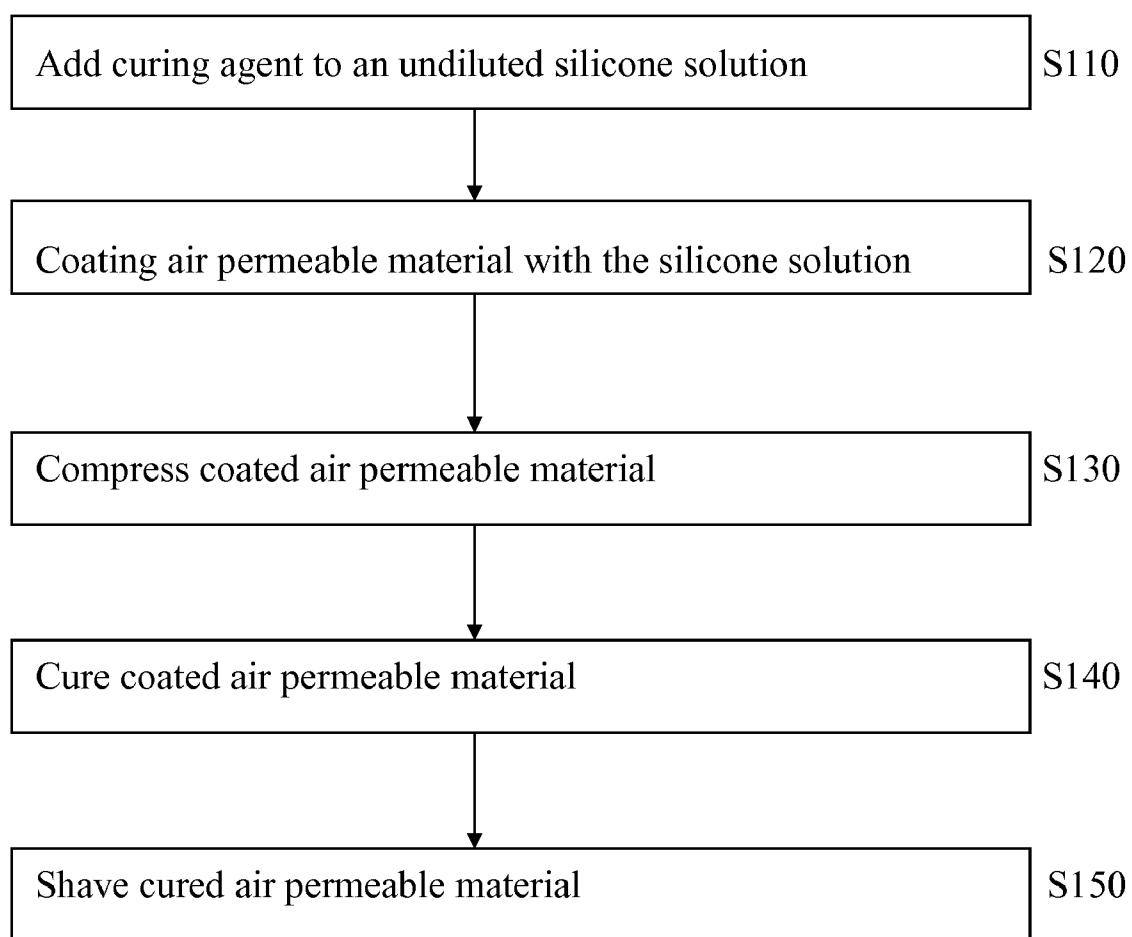 Add curing agent to an undiluted silicone solution S110
Coating air permeable material with the silicone solution S120
Compress coated air permeable material S130
Cure coated air permeable material S140
Shave cured air permeable material S150